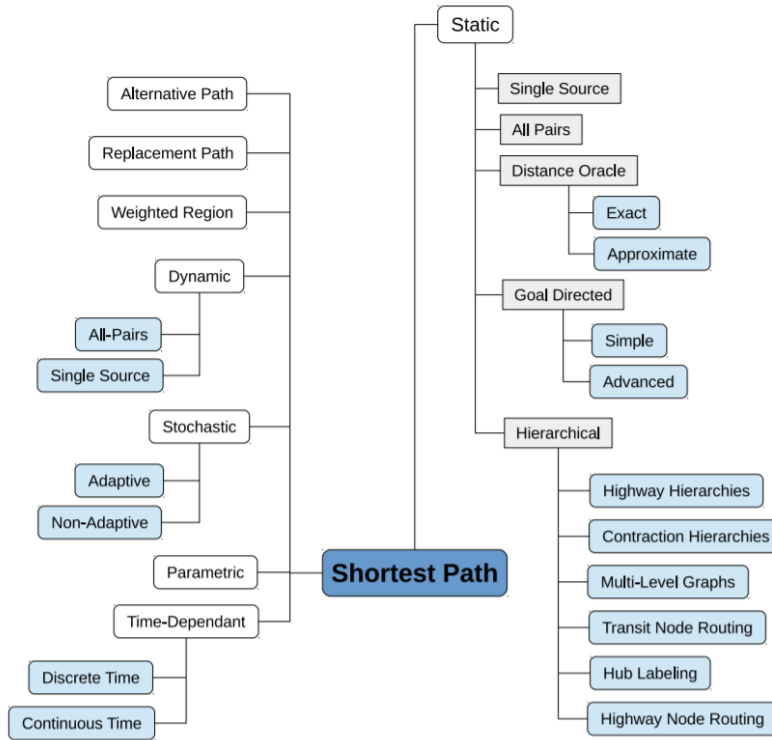 Static
Single Source
All Pairs
Distance Oracle
Exact
Approximate
Goal Directed
Simple
Advanced
Hierarchical
Highway Hierarchies
Contraction Hierarchies
Multi-Level Graphs
Transit Node Routing
Hub Labeling
Highway Node Routing
Shortest Path
Alternative Path
Replacement Path
Weighted Region
Dynamic
All-Pairs
Single Source
Stochastic
Adaptive
Non-Adaptive
Parametric
Time-Dependant
Discrete Time
Continuous Time